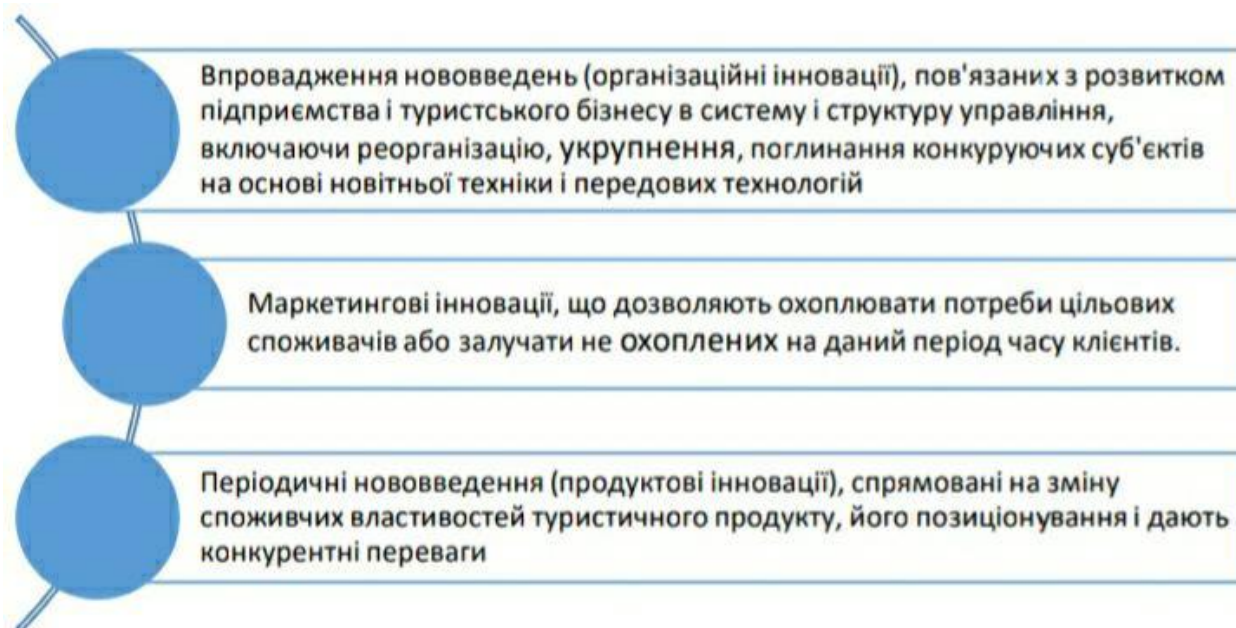 Впровадження нововведень (організаційні інновації), пов'язаних з розвитком
підприємства і туристського бізнесу в систему і структуру управління,
включаючи реорганізацію, укрупнення, поглинання конкуруючих суб'єктів
на основі новітньої техніки і передових технологій
Маркетингові інновації, що дозволяють охоплювати потреби цільових
споживачів або залучати не охоплених на даний період часу клієнтів.
Періодичні нововведення (продуктові інновації), спрямовані на зміну
споживчих властивостей туристичного продукту, його позиціонування і дають
конкурентні переваги